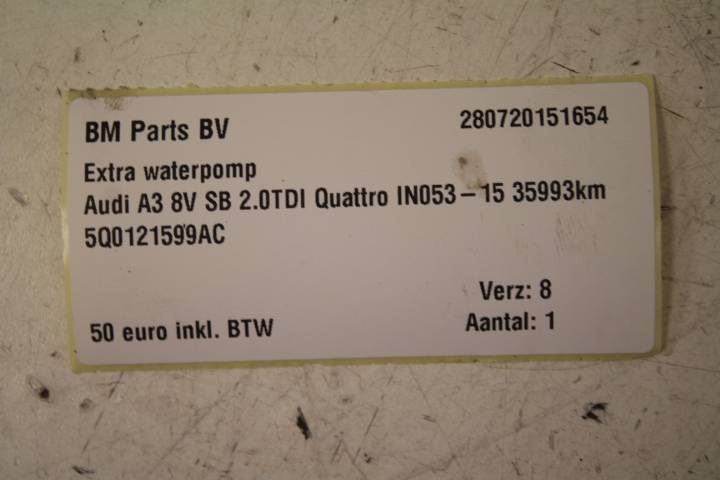 BM Parts BV 280720151654
Extra waterpomp
Audi A3 8V SB 2.0TDI Quattro IN053 – 15 35993km
5Q0121599AC
Verz: 8
50 euro inkl. BTW Aantal: 1